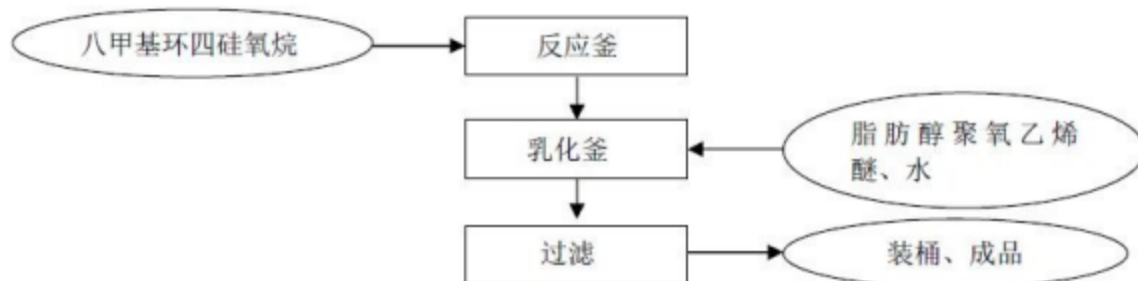 八甲基环四硅氧烷
反应釜
乳化釜
脂肪醇聚氧乙烯
醚、水
过滤
装桶、成品